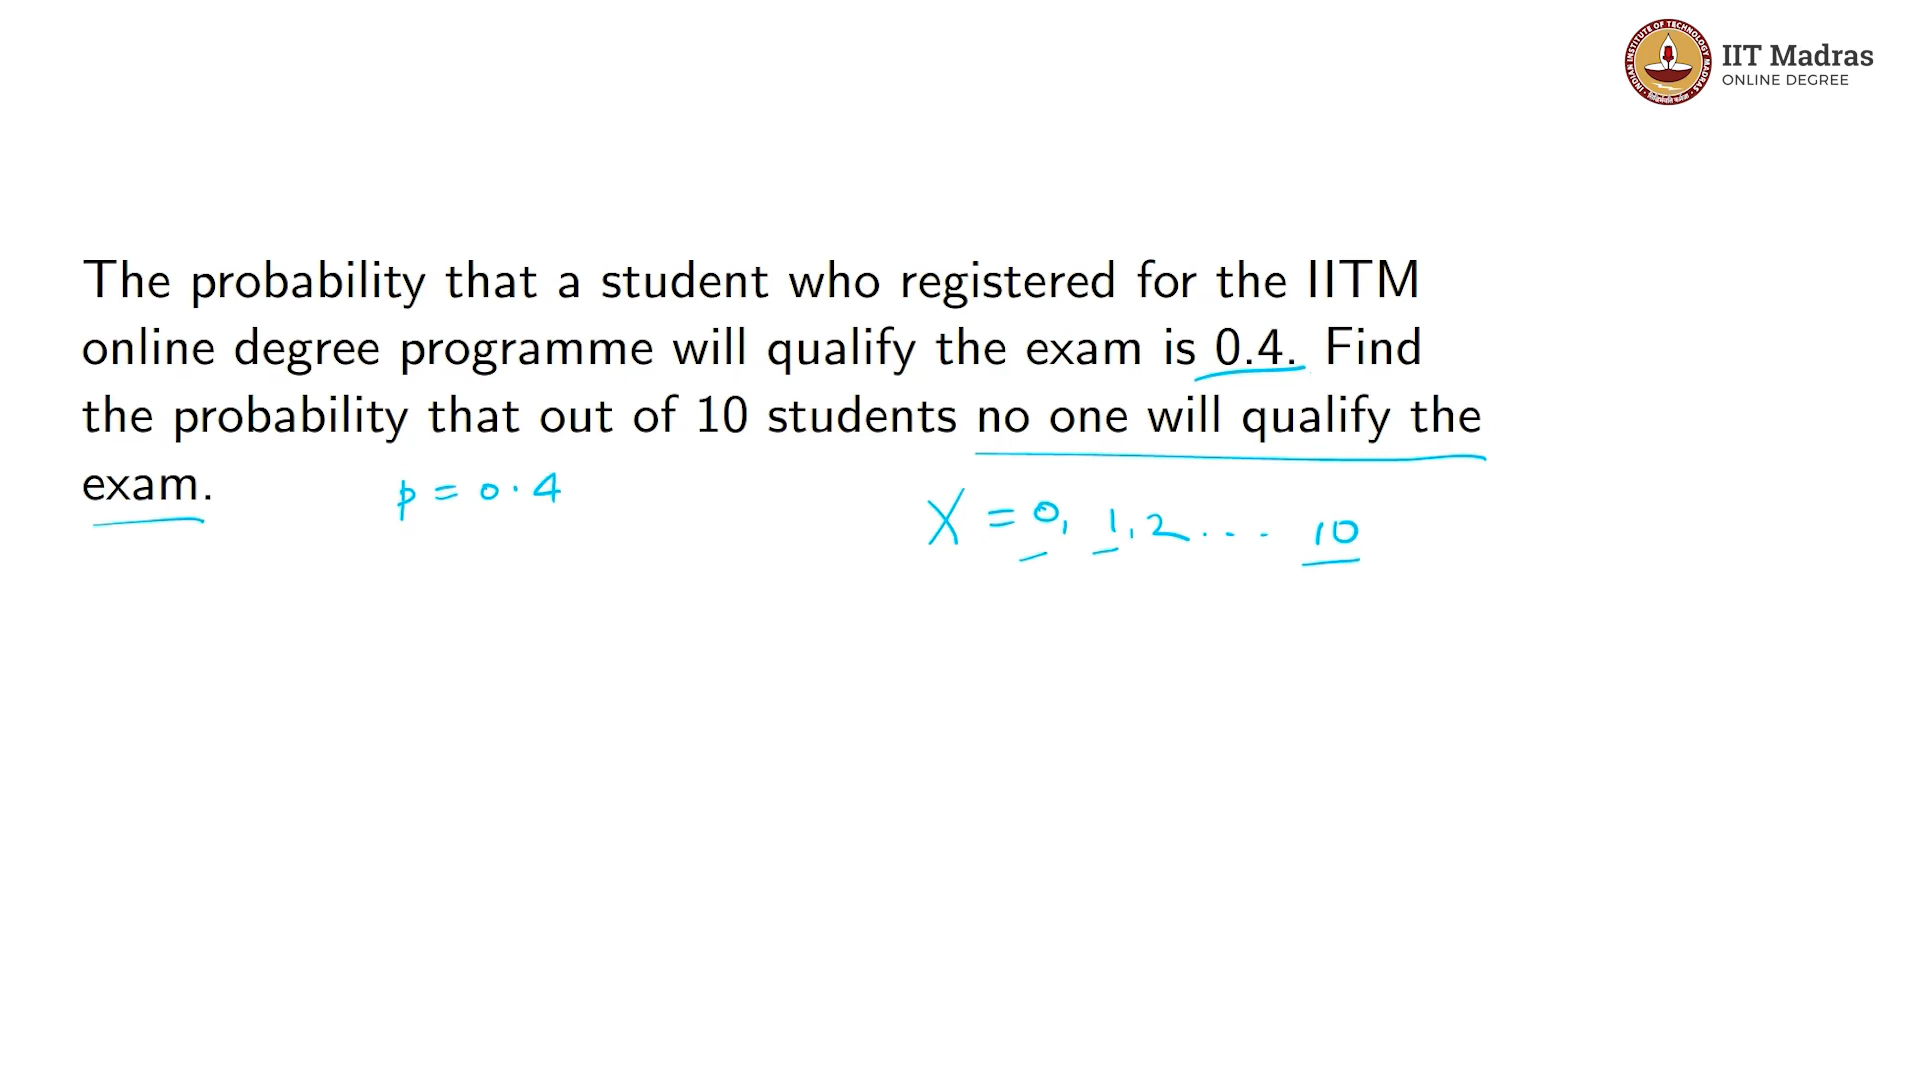 IIT Madras
ONLINE DEGREE
The probability that a student who registered for the IITM
online degree programme will qualify the exam is 0.4. Find
the probability that out of 10 students no one will qualify the
exam.
p = 0.4
X = 0, 1, 2 .... 10